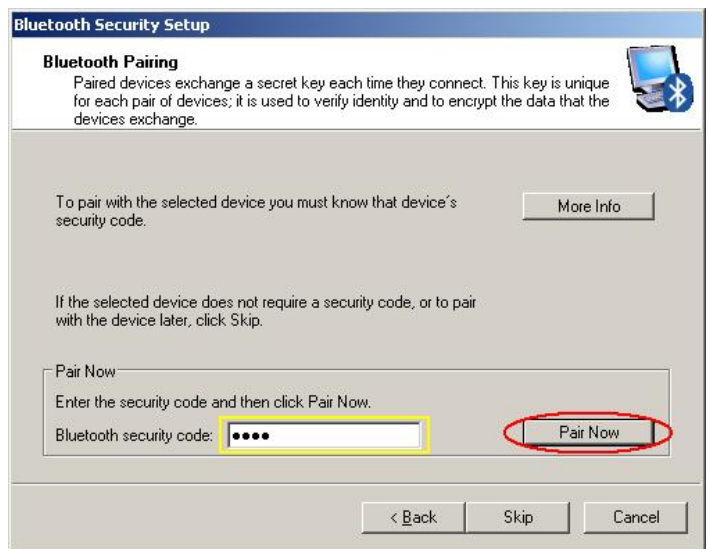 Bluetooth Security Setup
Bluetooth Pairing
Paired devices exchange a secret key each time they connect. This key is unique
for each pair of devices; it is used to verify identity and to encrypt the data that the
devices exchange.
To pair with the selected device you must know that device´s
security code.
More Info
If the selected device does not require a security code, or to pair
with the device later, click Skip.
Pair Now
Enter the security code and then click Pair Now.
Bluetooth security code: ●●●●
Pair Now
< Back
Skip
Cancel